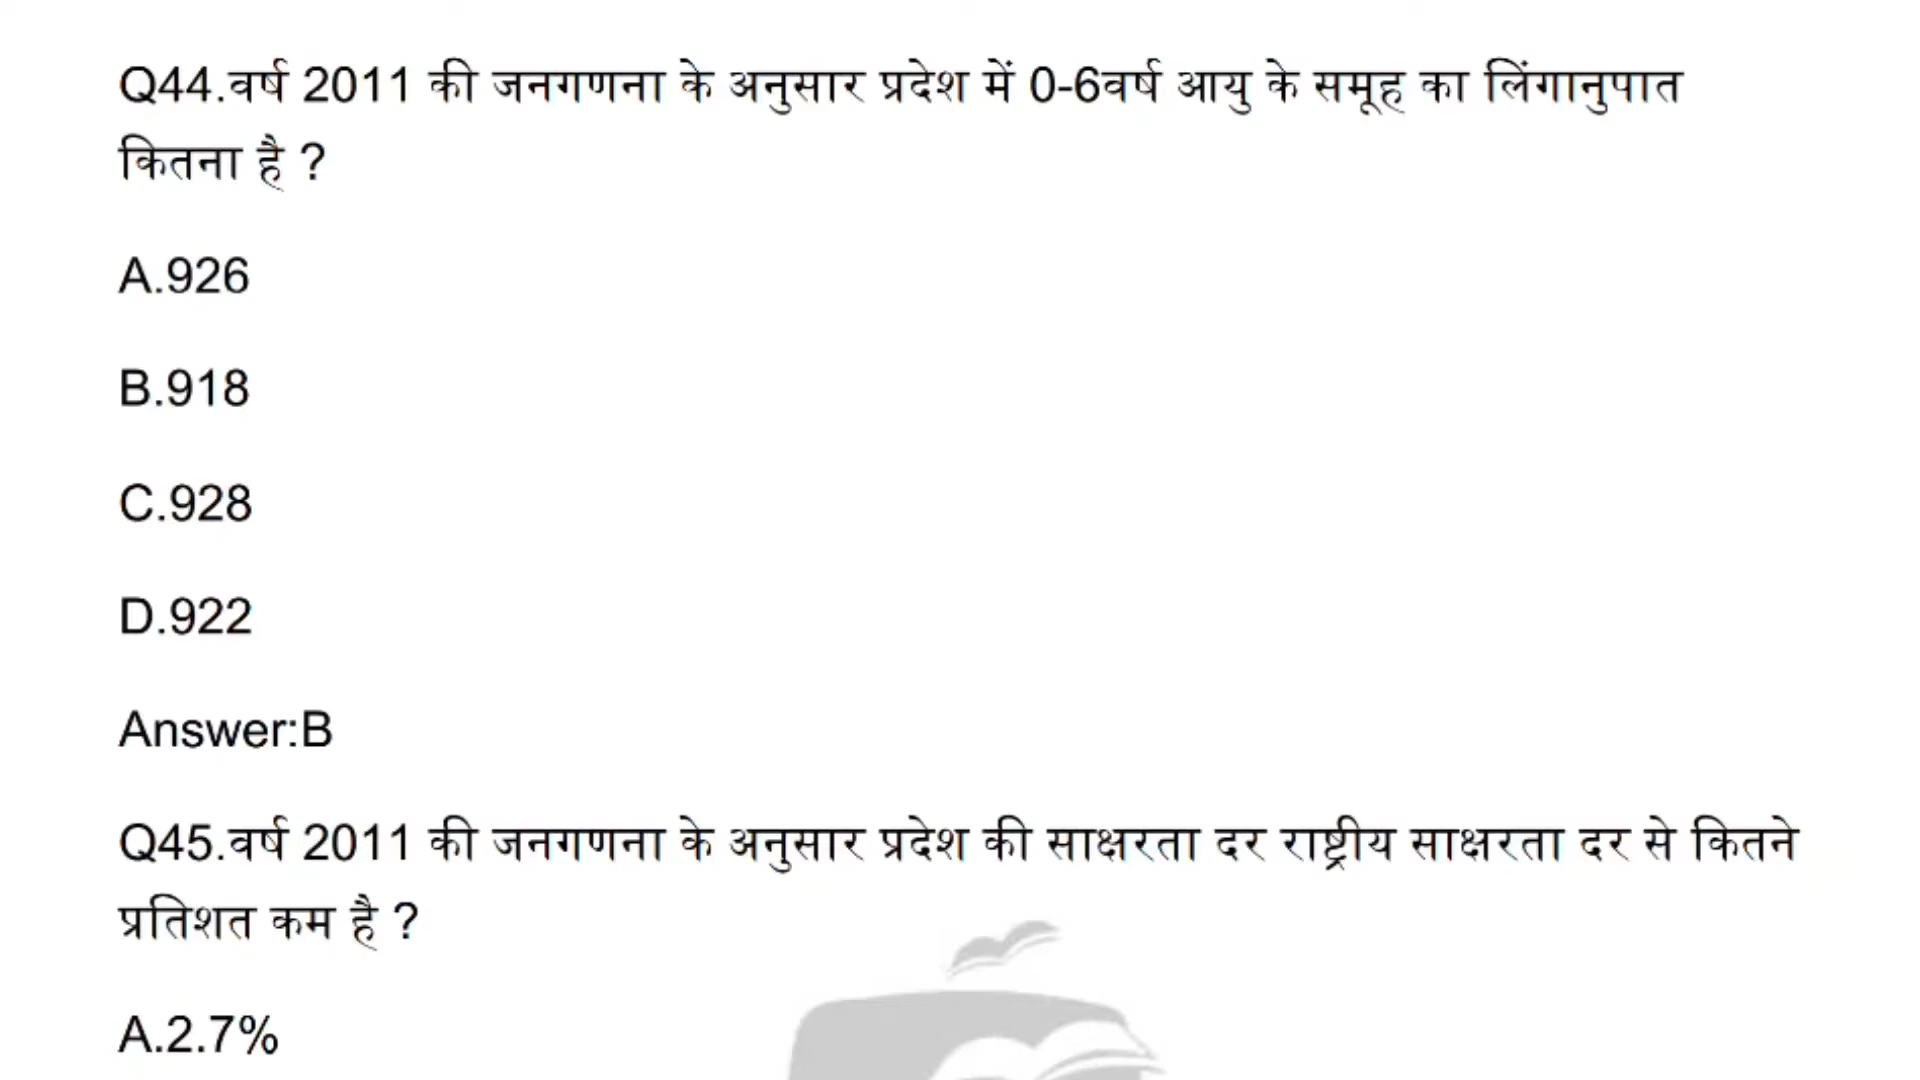 Q44.वर्ष 2011 की जनगणना के अनुसार प्रदेश में 0-6वर्ष आयु के समूह का लिंगानुपात
कितना है ?
A.926
B.918
C.928
D.922
Answer:B
Q45.वर्ष 2011 की जनगणना के अनुसार प्रदेश की साक्षरता दर राष्ट्रीय साक्षरता दर से कितने
प्रतिशत कम है ?
A.2.7%